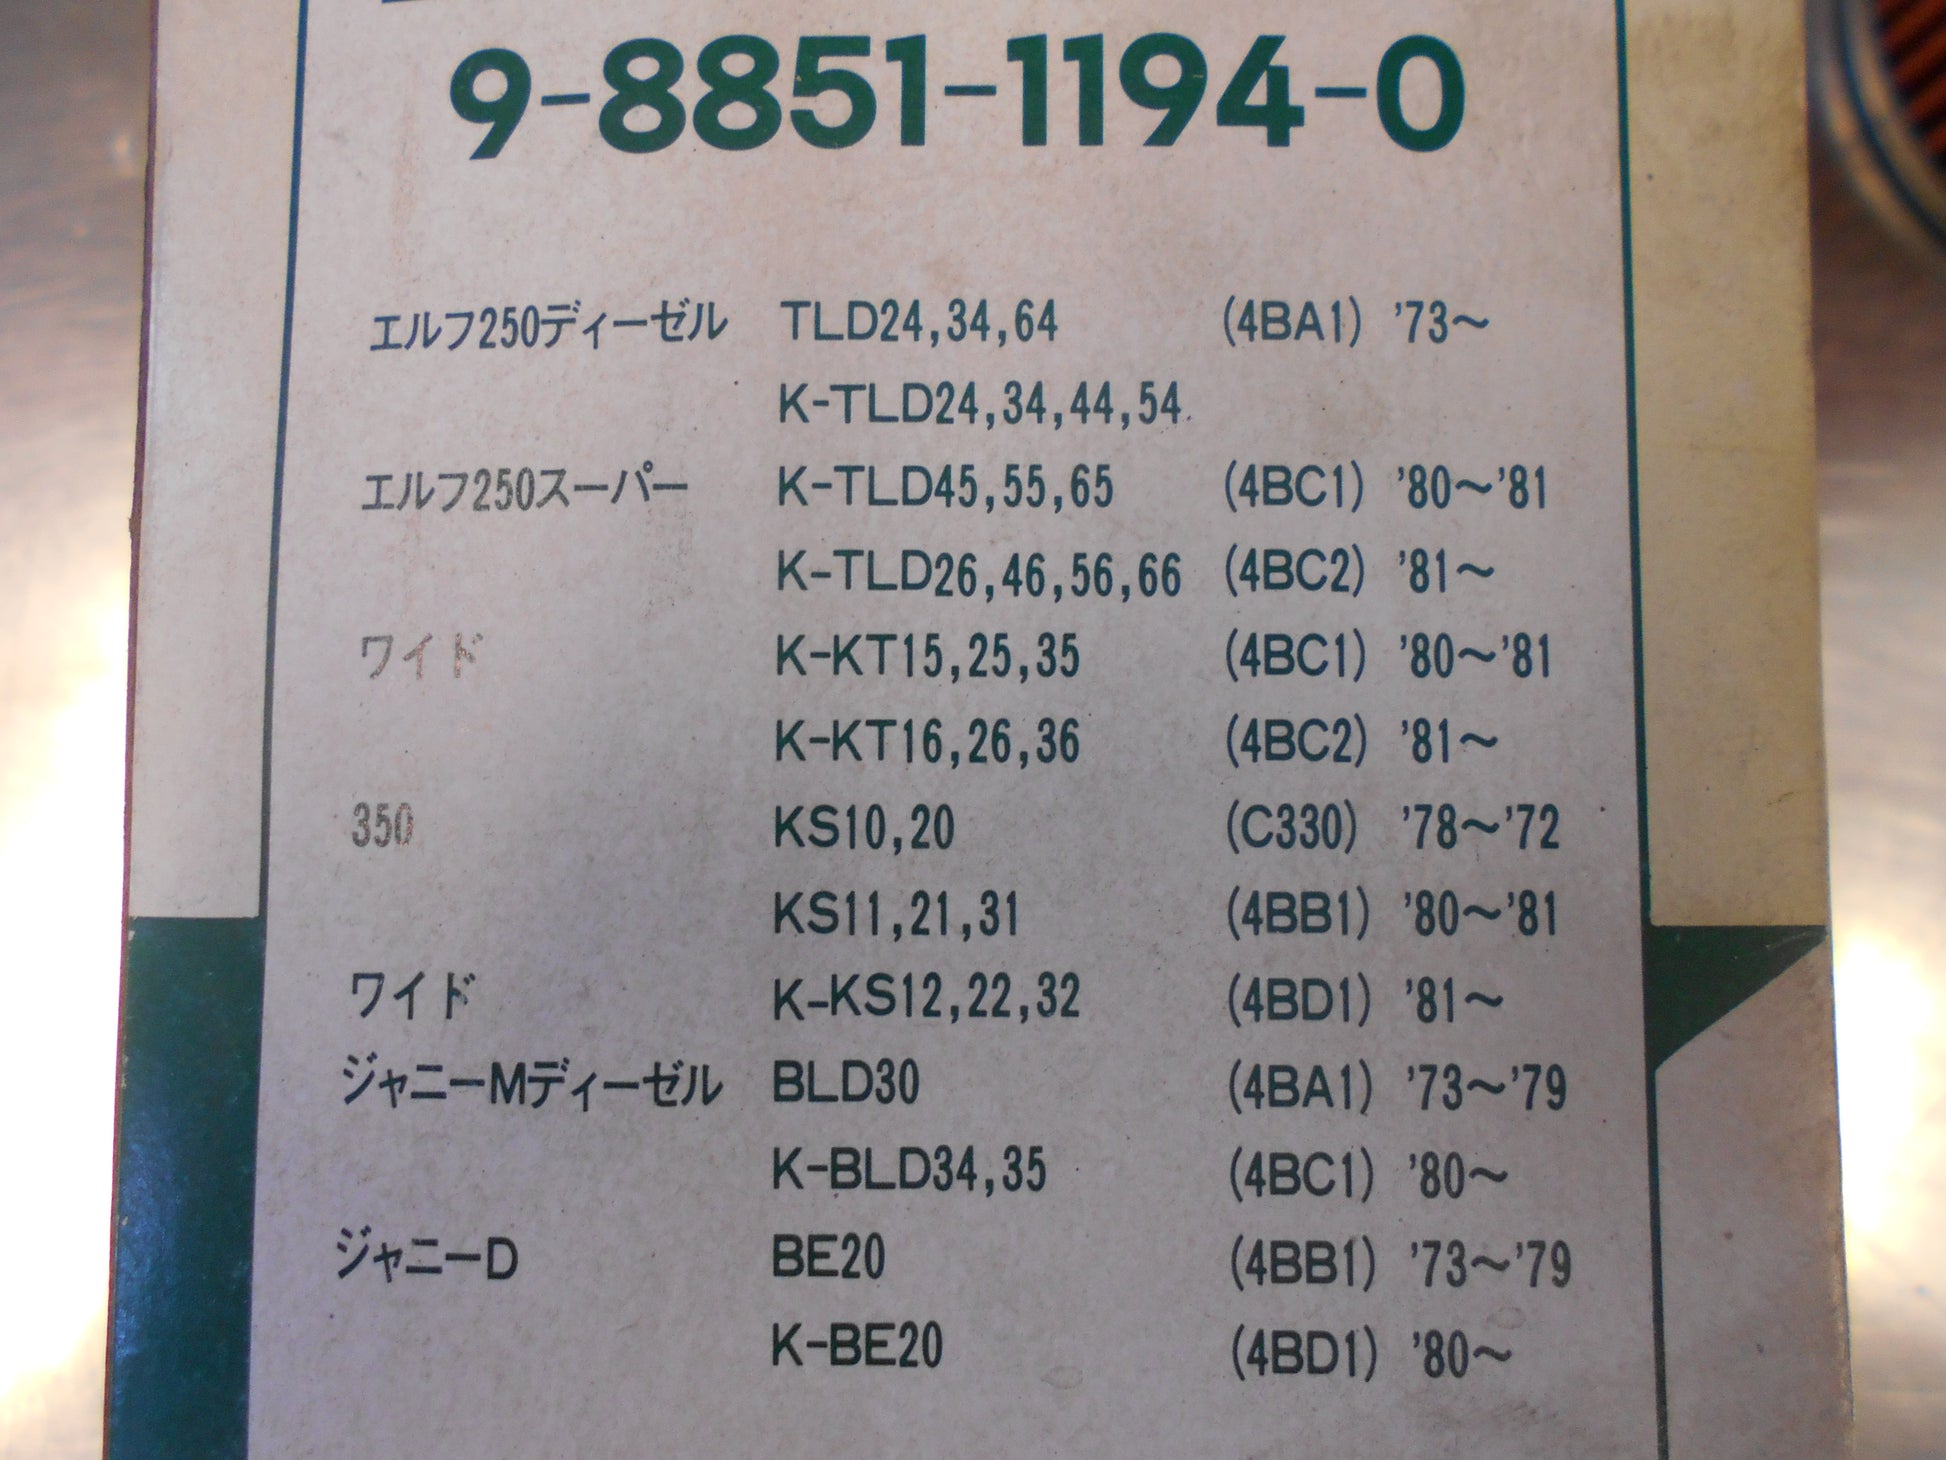 9-8851-1194-0
エルフ250ディーゼル TLD24,34,64 (4BA1) '73〜
K-TLD24,34,44,54
エルフ250スーパー K-TLD45,55,65 (4BC1) '80〜'81
K-TLD26,46,56,66 (4BC2) '81〜
ワイド K-KT15,25,35 (4BC1) '80〜'81
K-KT16,26,36 (4BC2) '81〜
350 KS10,20 (C330) '78〜'72
KS11,21,31 (4BB1) '80〜'81
ワイド K-KS12,22,32 (4BD1) '81〜
ジャニーMディーゼル BLD30 (4BA1) '73〜'79
K-BLD34,35 (4BC1) '80〜
ジャニーD BE20 (4BB1) '73〜'79
K-BE20 (4BD1) '80〜